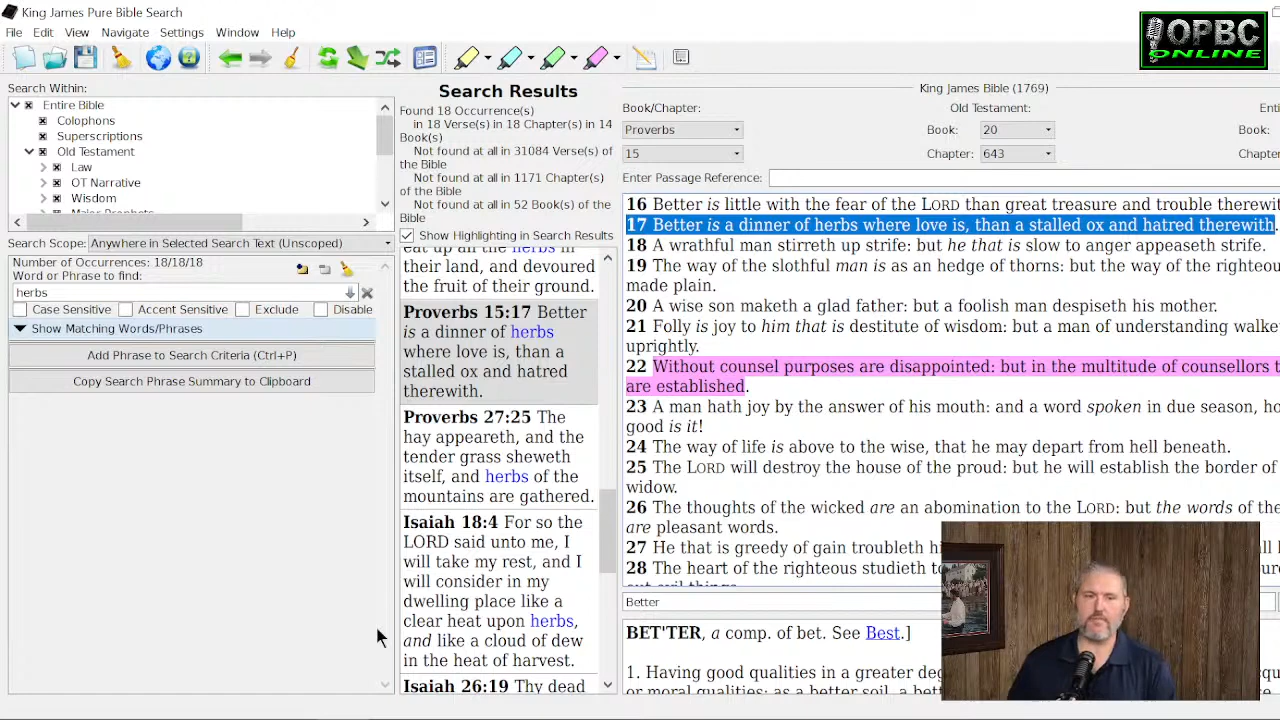 King James Pure Bible Search
OPBC
ONLINE
File Edit View Navigate Settings Window Help
Search Within:
Entire Bible
Colophons
Superscriptions
Old Testament
Law
OT Narrative
Wisdom
Search Scope: Anywhere in Selected Search Text (Unscoped)
Number of Occurrences: 18/18/18
Word or Phrase to find:
herbs
Case Sensitive Accent Sensitive Exclude Disable
Show Matching Words/Phrases
Add Phrase to Search Criteria (Ctrl+P)
Copy Search Phrase Summary to Clipboard
Search Results
Found 18 Occurrence(s)
in 18 Verse(s) in 18 Chapter(s) in 14
Book(s)
Not found at all in 31084 Verse(s) of
the Bible
Not found at all in 1171 Chapter(s)
of the Bible
Not found at all in 52 Book(s) of the
Bible
Show Highlighting in Search Results
eat up all the herbs in
their land, and devoured
the fruit of their ground.
Proverbs 15:17 Better
is a dinner of herbs
where love is, than a
stalled ox and hatred
therewith.
Proverbs 27:25 The
hay appeareth, and the
tender grass sheweth
itself, and herbs of the
mountains are gathered.
Isaiah 18:4 For so the
LORD said unto me, I
will take my rest, and I
will consider in my
dwelling place like a
clear heat upon herbs,
and like a cloud of dew
in the heat of harvest.
Isaiah 26:19 Thy dead
King James Bible (1769)
Book/Chapter: Old Testament:
Proverbs Book: 20 Book:
15 Chapter: 643 Chapte
Enter Passage Reference:
16 Better is little with the fear of the LORD than great treasure and trouble therewit
17 Better is a dinner of herbs where love is, than a stalled ox and hatred therewith.
18 A wrathful man stirreth up strife: but he that is slow to anger appeaseth strife.
19 The way of the slothful man is as an hedge of thorns: but the way of the righteou
made plain.
20 A wise son maketh a glad father: but a foolish man despiseth his mother.
21 Folly is joy to him that is destitute of wisdom: but a man of understanding walke
uprightly.
22 Without counsel purposes are disappointed: but in the multitude of counsellors t
are established.
23 A man hath joy by the answer of his mouth: and a word spoken in due season, ho
good is it!
24 The way of life is above to the wise, that he may depart from hell beneath.
25 The LORD will destroy the house of the proud: but he will establish the border of
widow.
26 The thoughts of the wicked are an abomination to the LORD: but the words of the
are pleasant words.
27 He that is greedy of gain troubleth hi
28 The heart of the righteous studieth to
Better
BET'TER, a comp. of bet. See Best.]
1. Having good qualities in a greater deg
or moral qualities; as a better soil, a bett